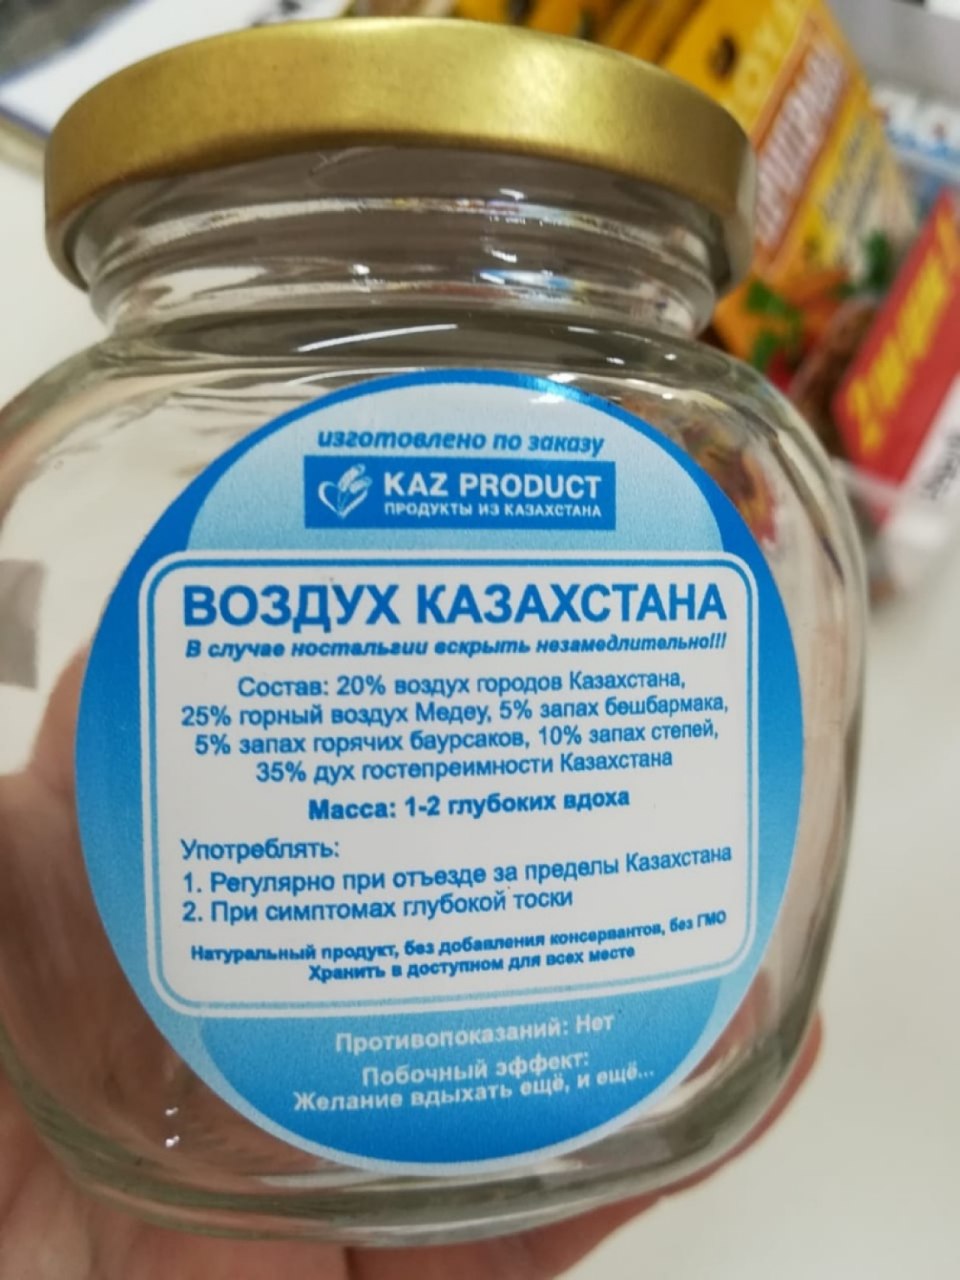 изготовлено по заказу
KAZ PRODUCT
ПРОДУКТЫ ИЗ КАЗАХСТАНА
ВОЗДУХ КАЗАХСТАНА
В случае ностальгии вскрыть незамедлительно!!!
Состав: 20% воздух городов Казахстана,
25% горный воздух Медеу, 5% запах бешбармака,
5% запах горячих баурсаков, 10% запах степей,
35% дух гостепреимности Казахстана
Масса: 1-2 глубоких вдоха
Употреблять:
1. Регулярно при отъезде за пределы Казахстана
2. При симптомах глубокой тоски
Натуральный продукт, без добавления консервантов, без ГМО
Хранить в доступном для всех месте
Противопоказаний: Нет
Побочный эффект:
Желание вдыхать ещё, и ещё...